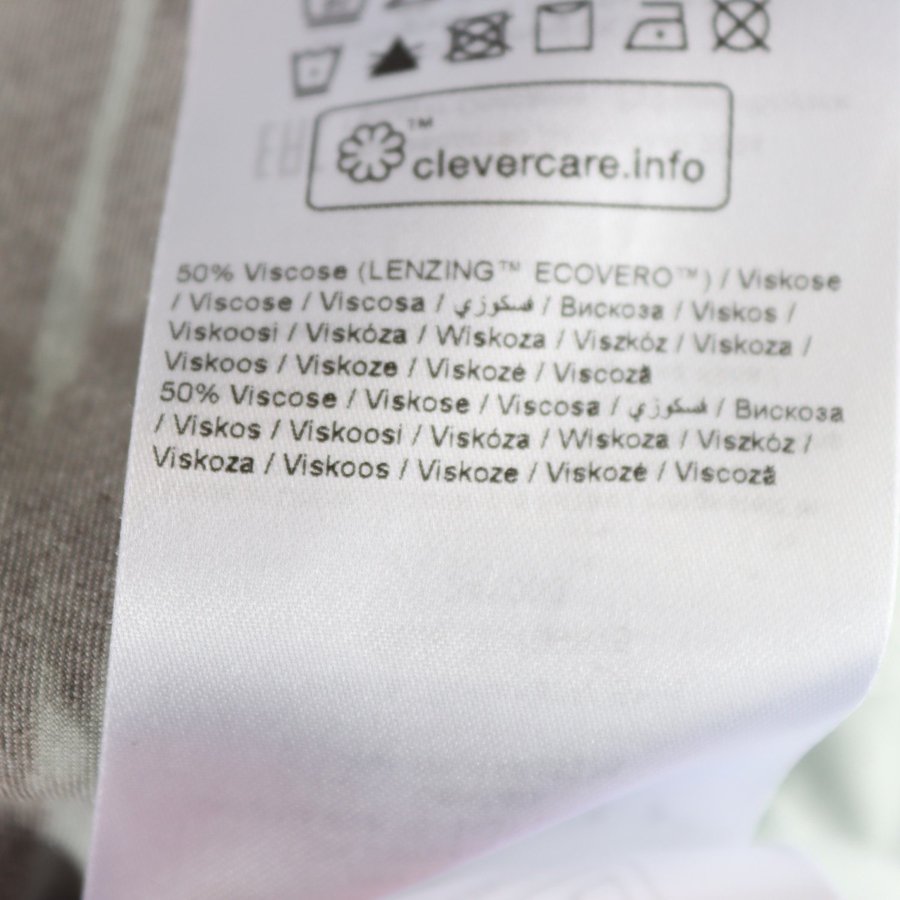 clevercare.info™
50% Viscose (LENZING™ ECOVERO™) / Viskose
/ Viscose / Viscosa / فسكوزي / Вискоза / Viskos /
Viskoosi / Viskóza / Wiskoza / Viszkóz / Viskoza /
Viskoos / Viskoze / Viskozė / Viscoză
50% Viscose / Viskose / Viscosa / فسكوزي / Вискоза
/ Viskos / Viskoosi / Viskóza / Wiskoza / Viszkóz /
Viskoza / Viskoos / Viskoze / Viskozė / Viscoză